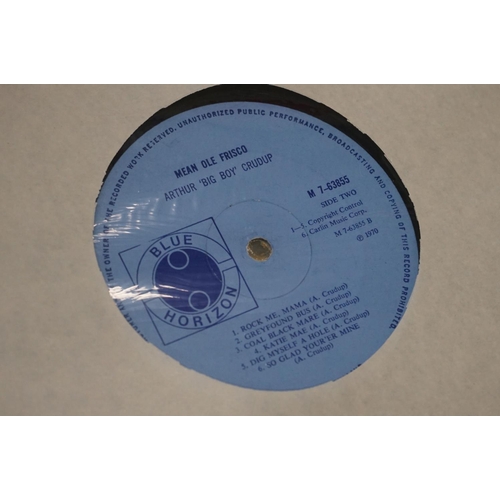 THE OWNER OF THE RECORDED WORK RESERVED. UNAUTHORIZED PUBLIC PERFORMANCE, BROADCASTING AND COPYING OF THIS RECORD PROHIBITED.
MEAN OLE FRISCO
ARTHUR 'BIG BOY' CRUDUP
M 7-63855
SIDE TWO
1—5. Copyright Control
6. Carlin Music Corp.
M 7-63855 B
℗ 1970
BLUE
HORIZON
1. ROCK ME, MAMA (A. Crudup)
2. GREYFOUND BUS (A. Crudup)
3. COAL BLACK MARE (A. Crudup)
4. KATIE MAE (A. Crudup)
5. DIG MYSELF A HOLE (A. Crudup)
6. SO GLAD YOU'ER MINE
(A. Crudup)